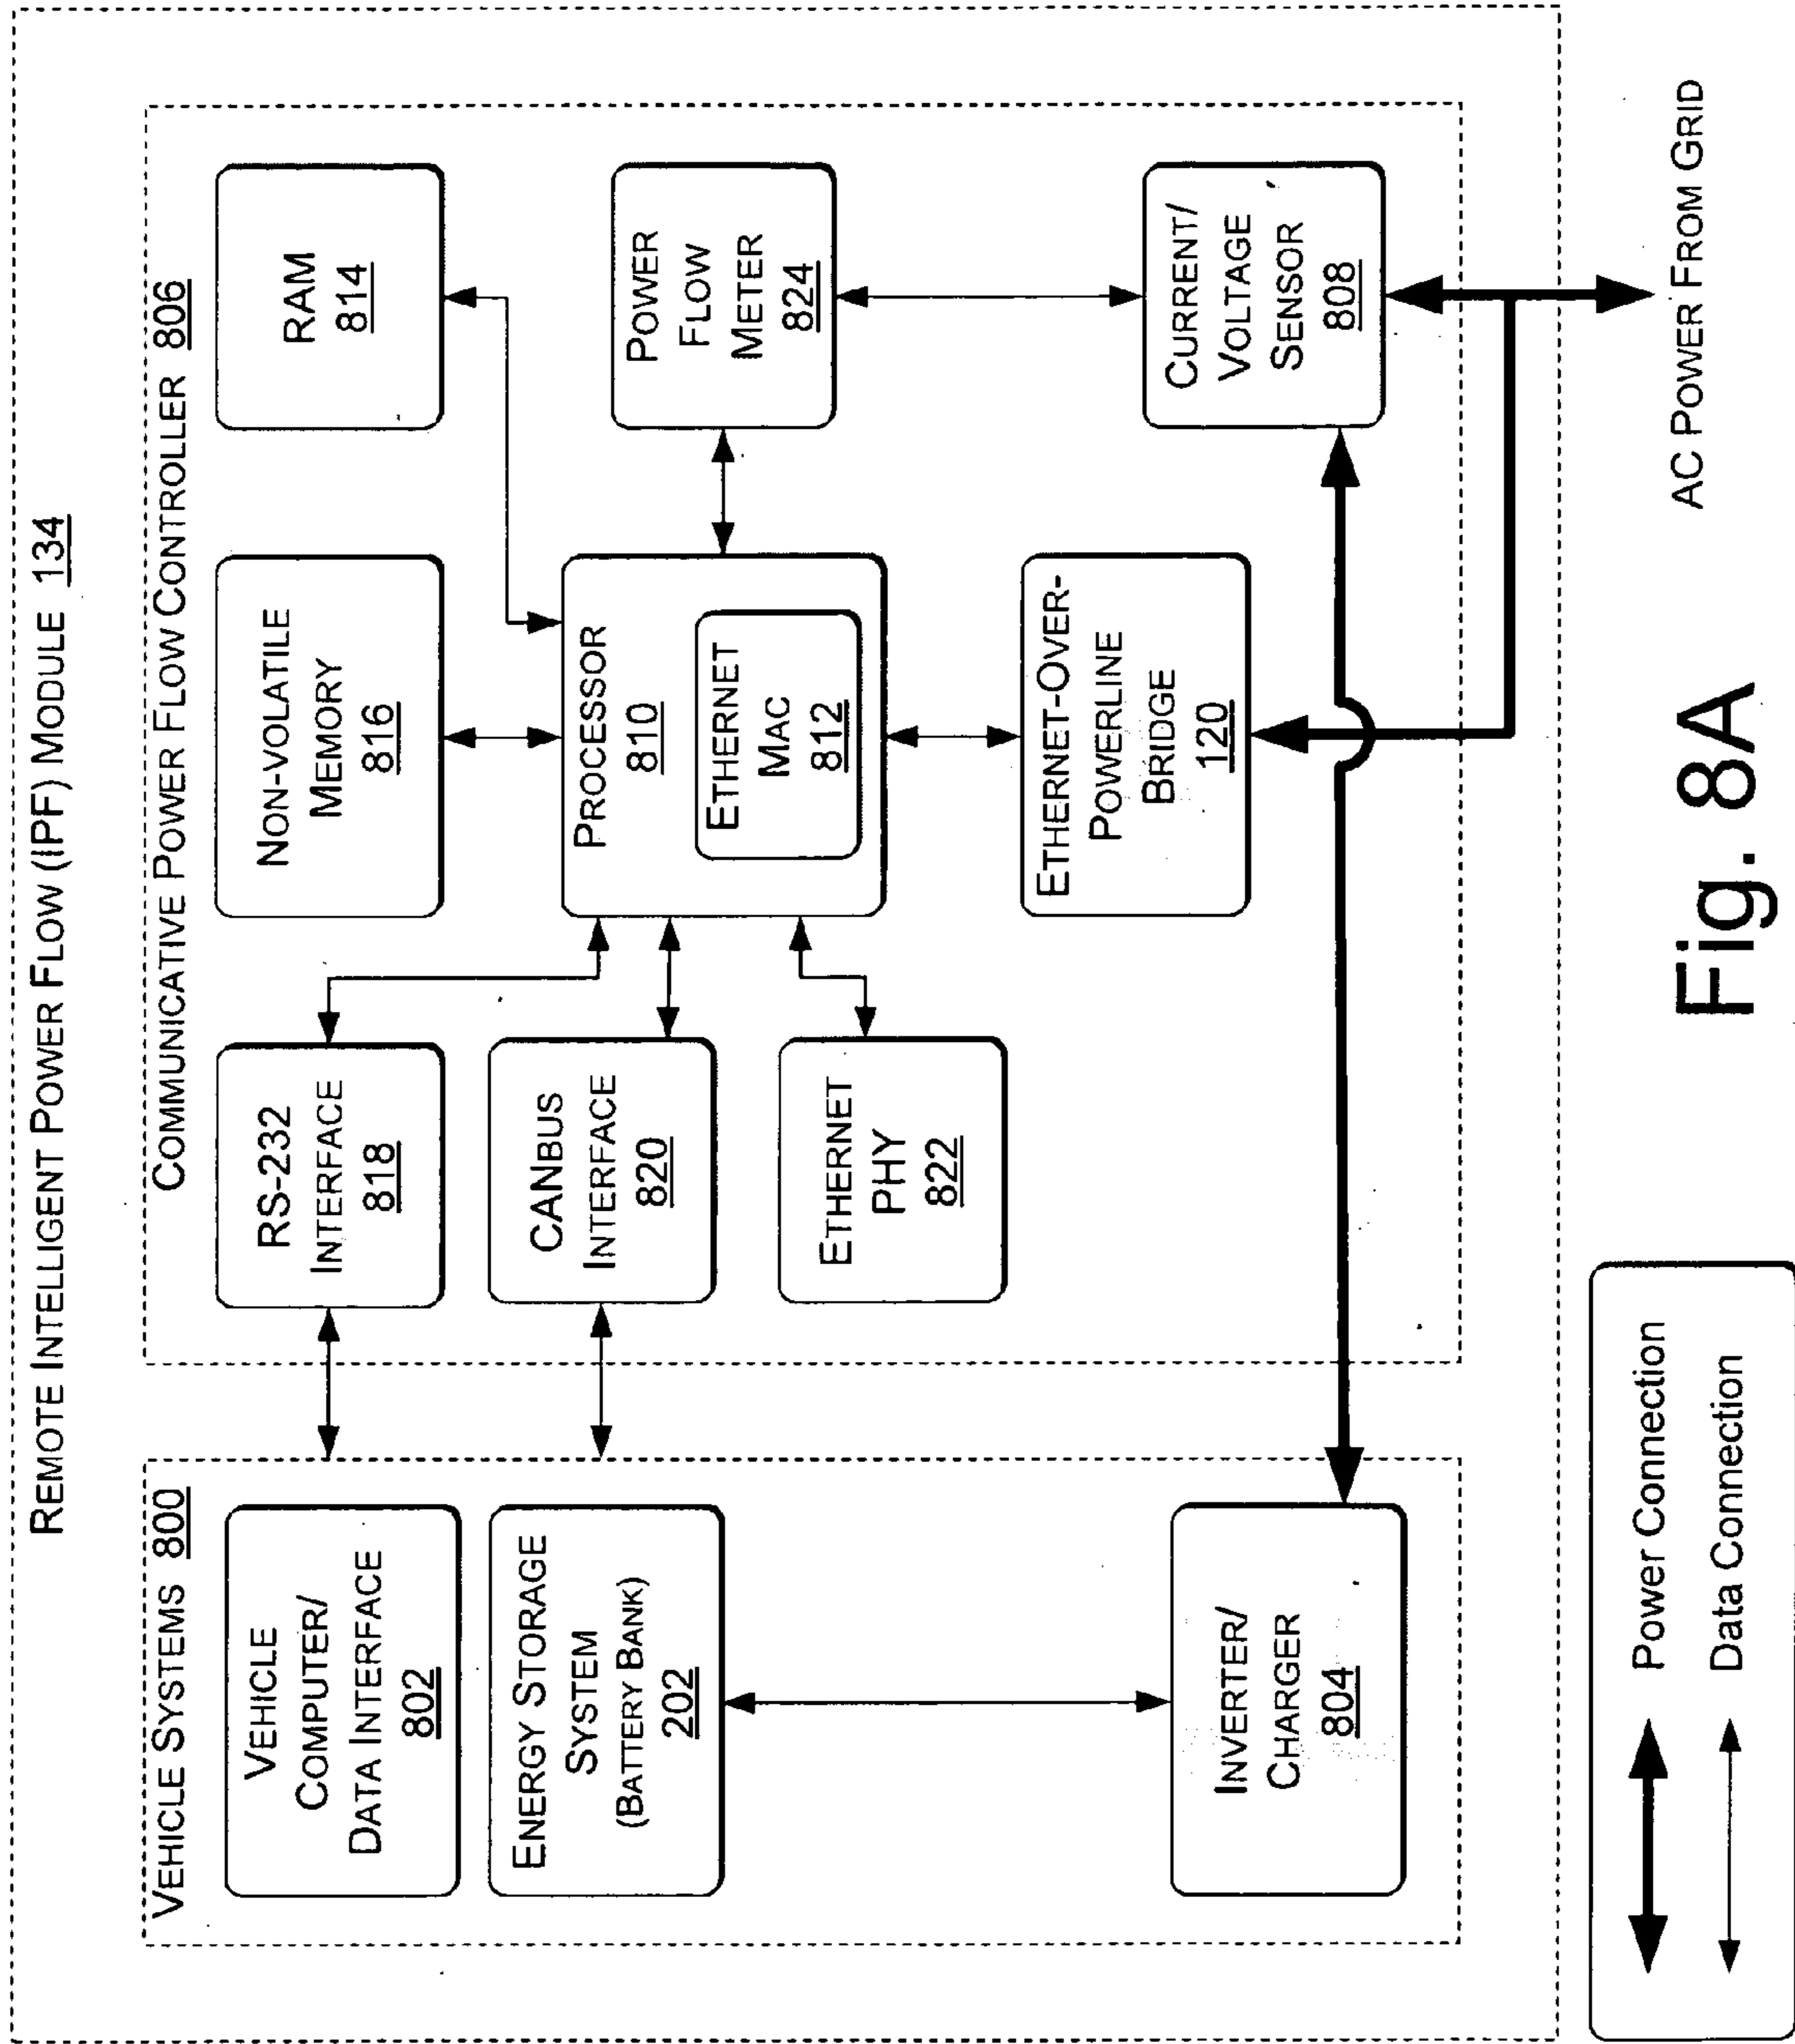 REMOTE INTELLIGENT POWER FLOW (IPF) MODULE 134
VEHICLE SYSTEMS 800
VEHICLE
COMPUTER/
DATA INTERFACE
802
ENERGY STORAGE
SYSTEM
(BATTERY BANK)
202
INVERTER/
CHARGER
804
COMMUNICATIVE POWER FLOW CONTROLLER 806
RS-232
INTERFACE
818
CANBUS
INTERFACE
820
ETHERNET
PHY
822
NON-VOLATILE
MEMORY
816
PROCESSOR
810
ETHERNET
MAC
812
ETHERNET-OVER-
POWERLINE
BRIDGE
120
RAM
814
POWER
FLOW
METER
824
CURRENT/
VOLTAGE
SENSOR
808
AC POWER FROM GRID
Power Connection
Data Connection
Fig. 8A